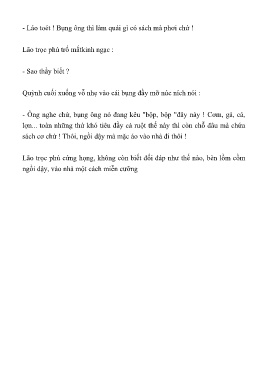 - Láo toét ! Bụng ông thì làm quái gì có sách mà phơi chứ !
Lão trọc phú trố mắtkinh ngạc :
- Sao thầy biết ?
Quỳnh cuối xuống vỗ nhẹ vào cái bụng đầy mỡ núc ních nói :
- Ông nghe chứ, bụng ông nó đang kêu "bộp, bộp "đây này ! Cơm, gà, cá,
lợn... toàn những thứ khó tiêu đầy cả ruột thế này thì còn chỗ đâu mà chứa
sách cơ chứ ! Thôi, ngồi dậy mà mặc áo vào nhà đi thôi !
Lão trọc phú cứng họng, không còn biết đối đáp như thế nào, bèn lồm cồm
ngồi dậy, vào nhà một cách miễn cưỡng